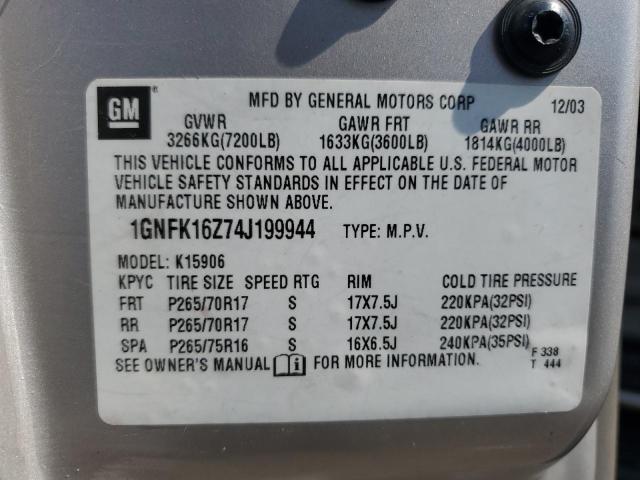 GM ®
MFD BY GENERAL MOTORS CORP 12/03
GVWR GAWR FRT GAWR RR
3266KG(7200LB) 1633KG(3600LB) 1814KG(4000LB)
THIS VEHICLE CONFORMS TO ALL APPLICABLE U.S. FEDERAL MOTOR
VEHICLE SAFETY STANDARDS IN EFFECT ON THE DATE OF
MANUFACTURE SHOWN ABOVE.
1GNFK16Z74J199944 TYPE: M.P.V.
MODEL: K15906
KPYC TIRE SIZE SPEED RTG RIM COLD TIRE PRESSURE
FRT P265/70R17 S 17X7.5J 220KPA(32PSI)
RR P265/70R17 S 17X7.5J 220KPA(32PSI)
SPA P265/75R16 S 16X6.5J 240KPA(35PSI)
SEE OWNER'S MANUAL i FOR MORE INFORMATION.
F 338
T 444